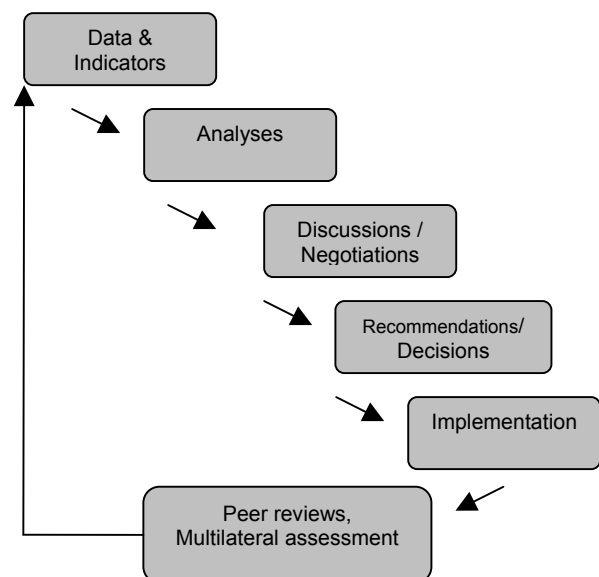 Data &
Indicators
Analyses
Discussions /
Negotiations
Recommendations/
Decisions
Implementation
Peer reviews,
Multilateral assessment